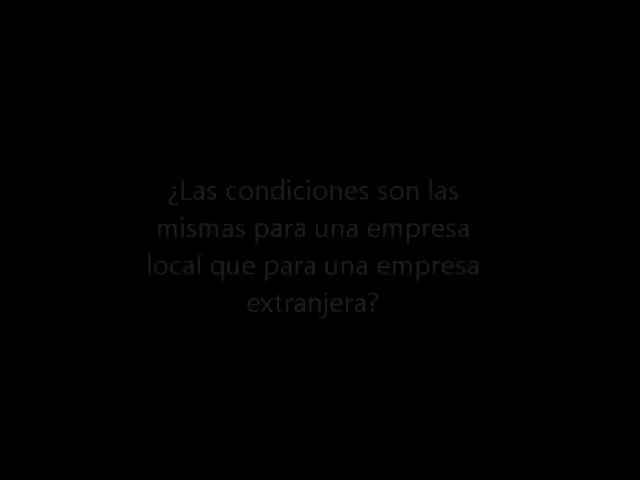 ¿Las condiciones son las
mismas para una empresa
local que para una empresa
extranjera?